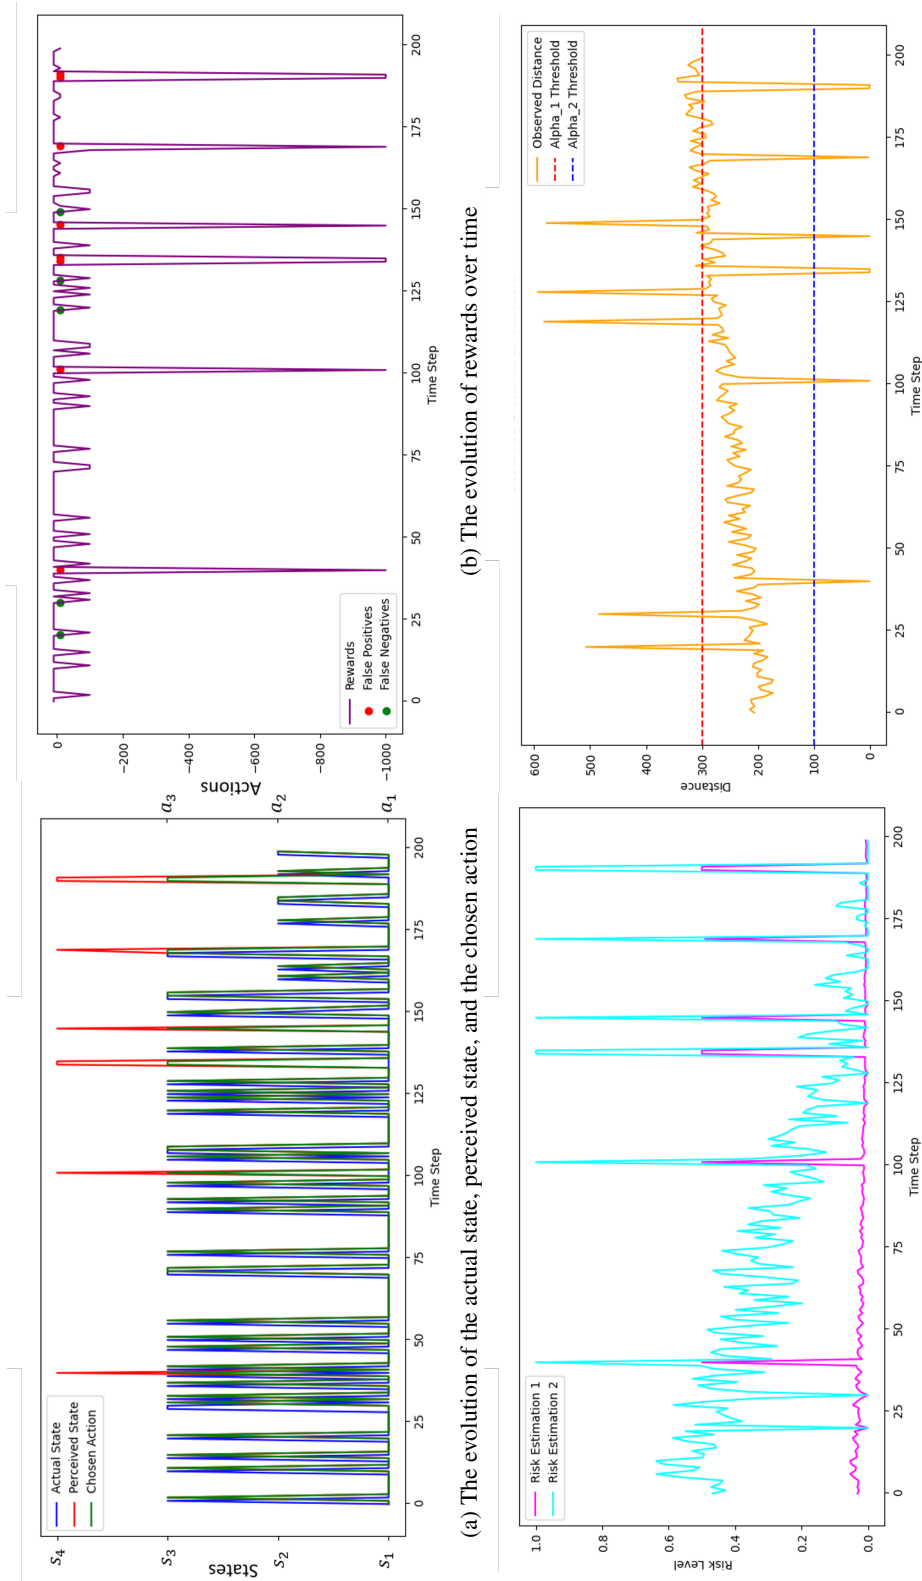 S4
S3
S2
S1
States
Actual State
Perceived State
Chosen Action
0
25
50
75
100
125
150
175
200
Time Step
a3
a2
a1
Actions
(a) The evolution of the actual state, perceived state, and the chosen action
0
−200
−400
−600
−800
−1000
Rewards
False Positives
False Negatives
0
25
50
75
100
125
150
175
200
Time Step
(b) The evolution of rewards over time
1.0
0.8
0.6
0.4
0.2
0.0
Risk Level
Risk Estimation 1
Risk Estimation 2
0
25
50
75
100
125
150
175
200
Time Step
600
500
400
300
200
100
0
Distance
Observed Distance
Alpha_1 Threshold
Alpha_2 Threshold
0
25
50
75
100
125
150
175
200
Time Step